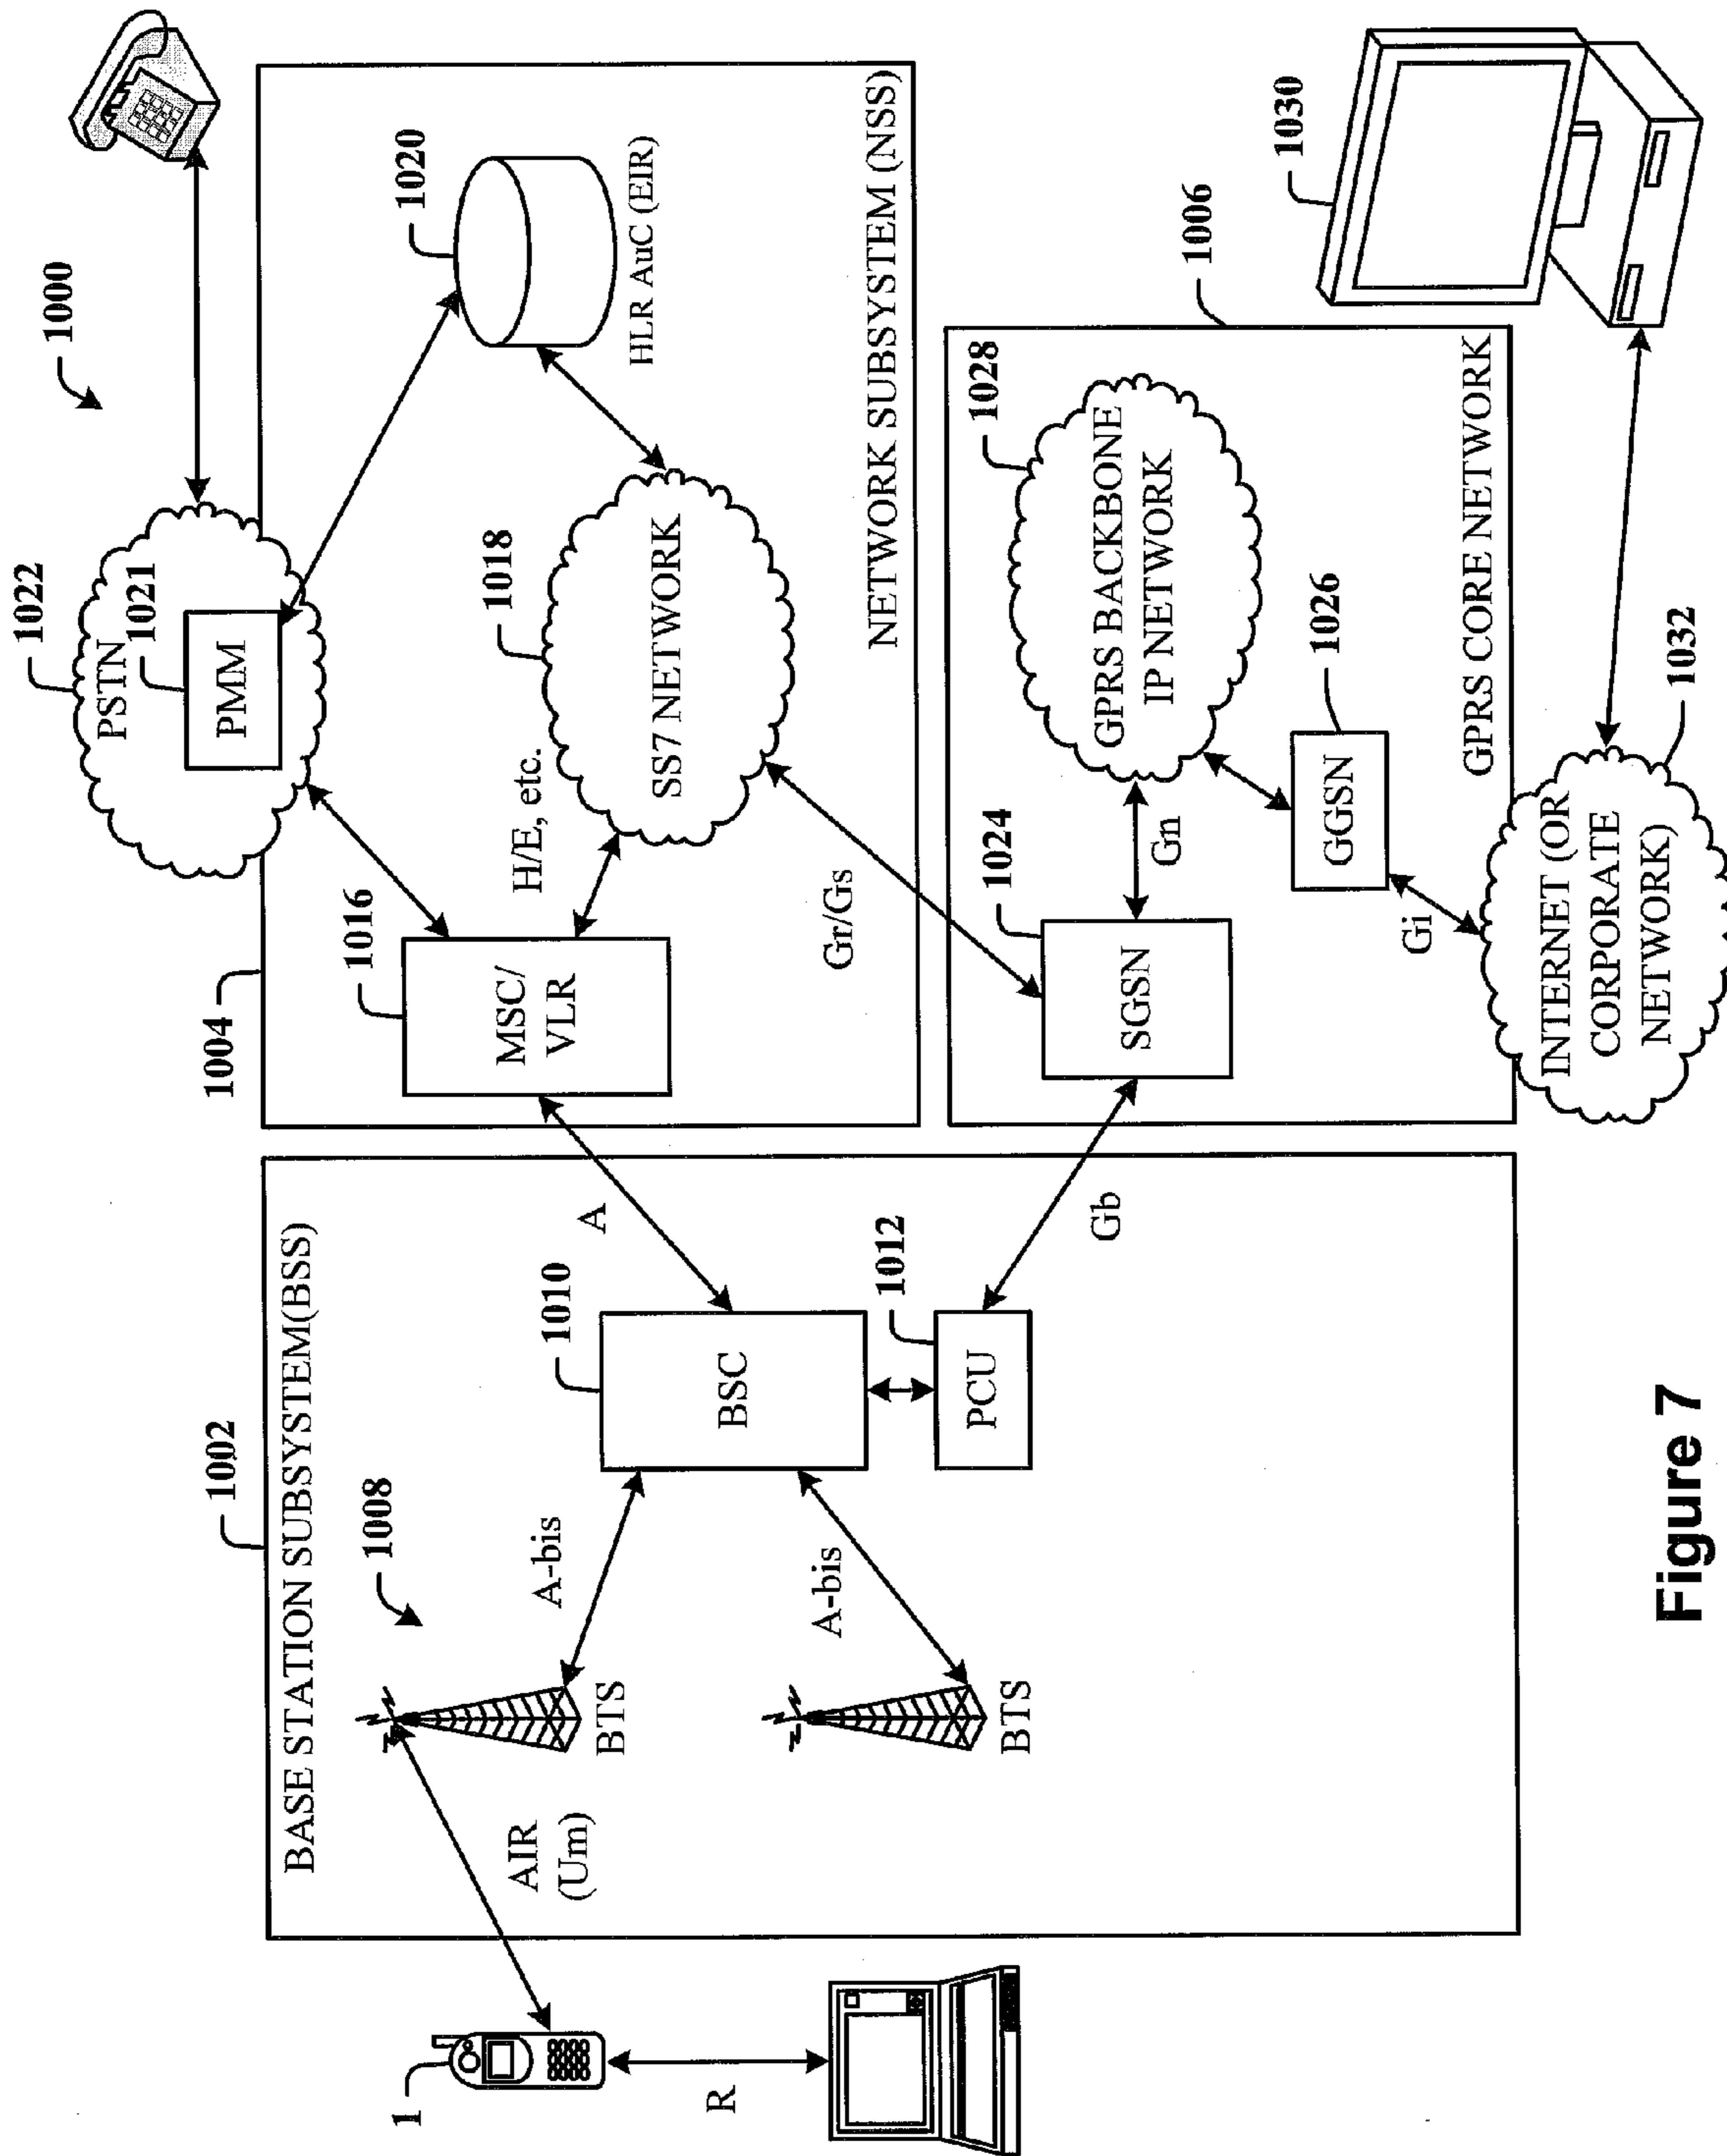 1000
1002
BASE STATION SUBSYSTEM(BSS)
1008
AIR
(Um)
BTS
A-bis
BTS
A-bis
1010
BSC
1012
PCU
A
Gb
1
R
1004
1016
MSC/
VLR
H/E, etc.
1022
PSTN
1021
PMM
1018
SS7 NETWORK
1020
HLR AuC (EIR)
NETWORK SUBSYSTEM (NSS)
Gr/Gs
1024
SGSN
Gn
1028
GPRS BACKBONE
IP NETWORK
1006
1026
GGSN
Gi
GPRS CORE NETWORK
INTERNET (OR
CORPORATE
NETWORK)
1032
1030
Figure 7